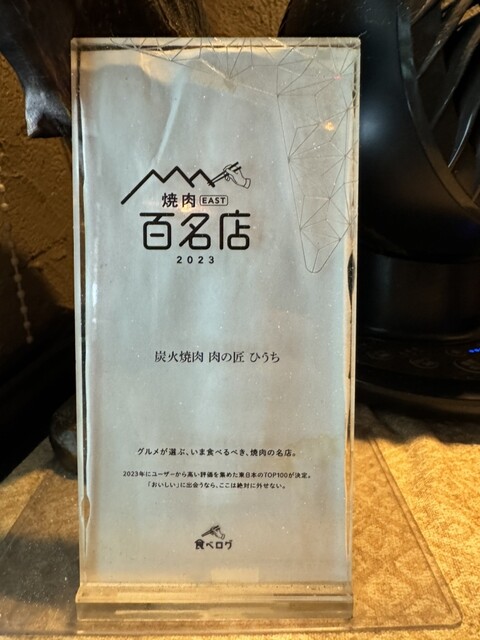 焼肉 EAST
百名店
2023
炭火焼肉 肉の匠 ひうち
グルメが選ぶ、いま食べるべき、焼肉の名店。
2023年にユーザーから高い評価を集めた東日本のTOP100が決定。
「おいしい」に出会うなら、ここは絶対に外せない。
食べログ